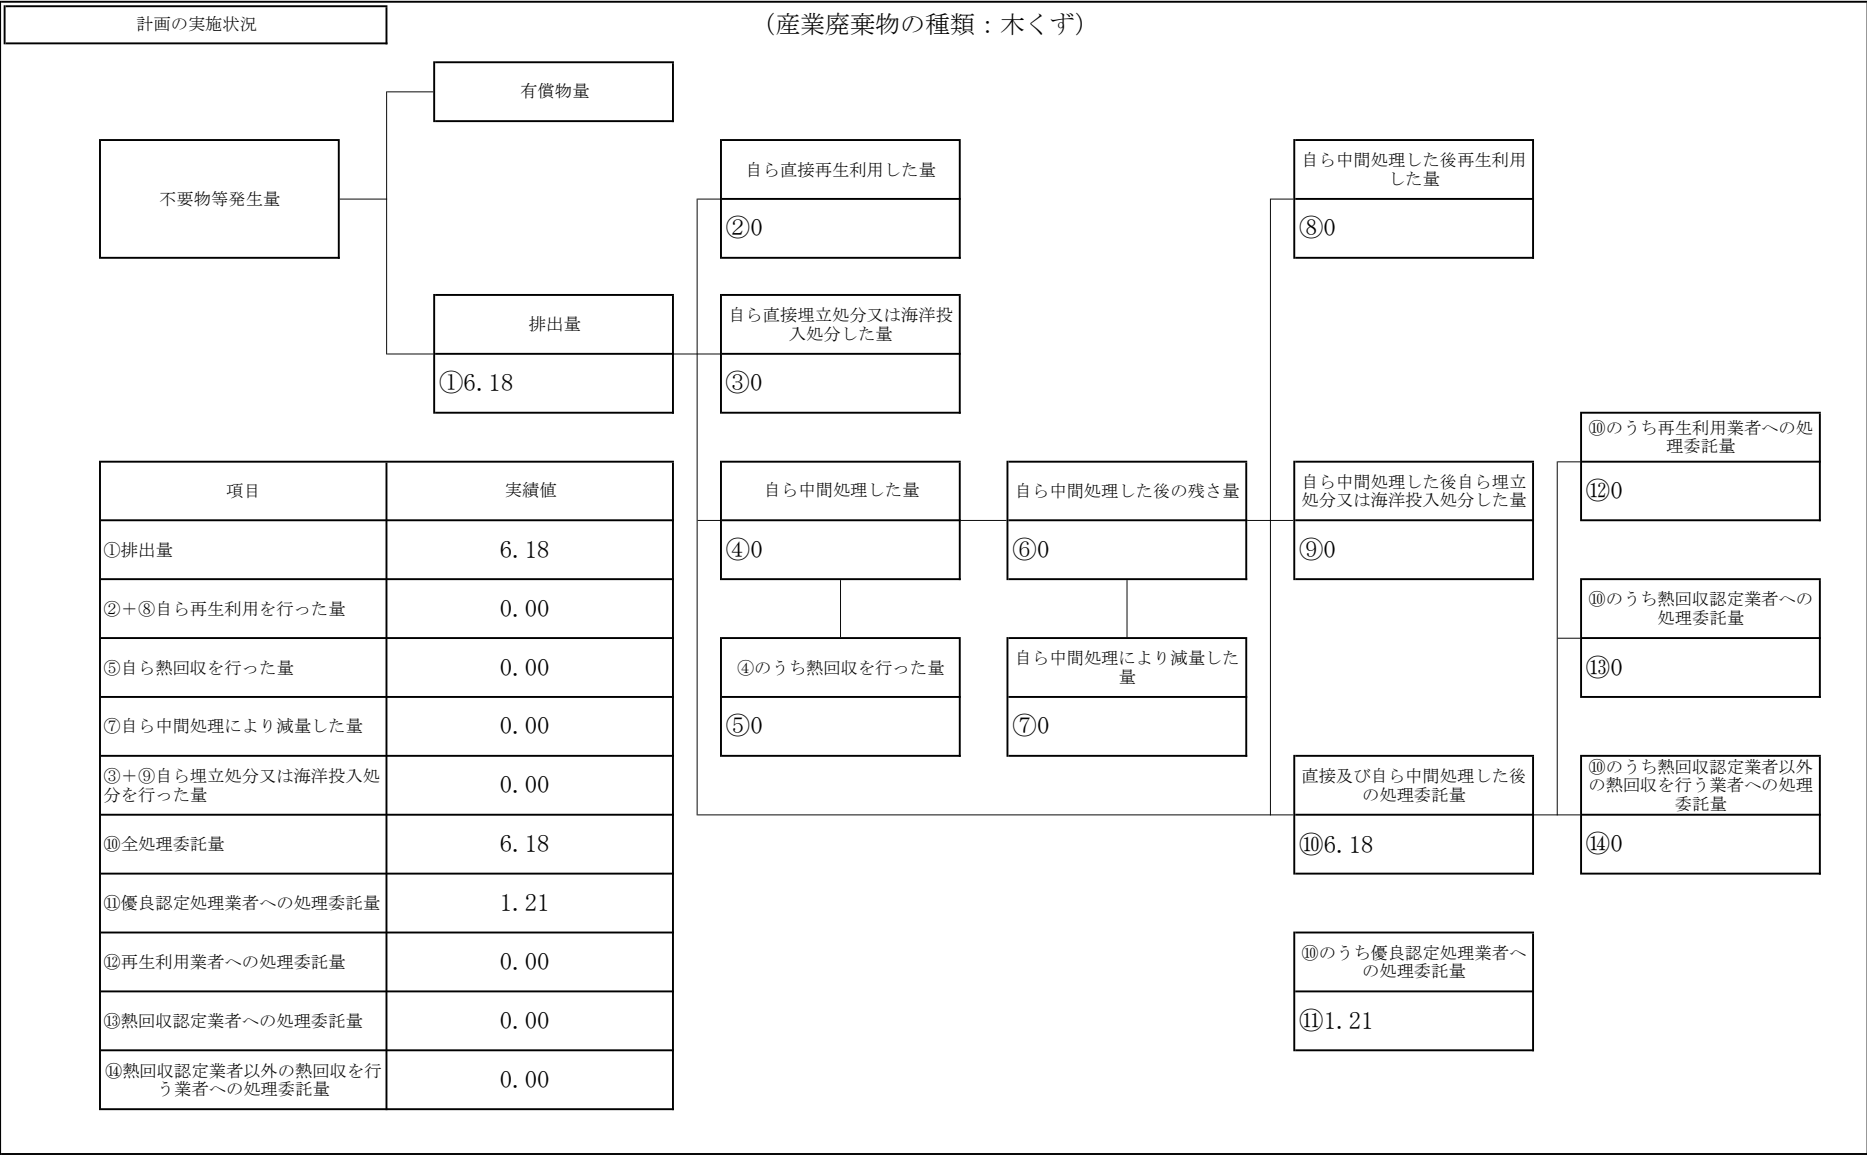 計画の実施状況
（産業廃棄物の種類：木くず）
有償物量
不要物等発生量
自ら直接再生利用した量
②0
自ら中間処理した後再生利用
した量
⑧0
排出量
①6.18
自ら直接埋立処分又は海洋投
入処分した量
③0
⑩のうち再生利用業者への処
理委託量
⑫0
項目 実績値
①排出量 6.18
②＋⑧自ら再生利用を行った量 0.00
⑤自ら熱回収を行った量 0.00
⑦自ら中間処理により減量した量 0.00
③＋⑨自ら埋立処分又は海洋投入処
分を行った量 0.00
⑩全処理委託量 6.18
⑪優良認定処理業者への処理委託量 1.21
⑫再生利用業者への処理委託量 0.00
⑬熱回収認定業者への処理委託量 0.00
⑭熱回収認定業者以外の熱回収を行
う業者への処理委託量 0.00
自ら中間処理した量
④0
自ら中間処理した後の残さ量
⑥0
自ら中間処理した後自ら埋立
処分又は海洋投入処分した量
⑨0
④のうち熱回収を行った量
⑤0
自ら中間処理により減量した
量
⑦0
⑩のうち熱回収認定業者への
処理委託量
⑬0
直接及び自ら中間処理した後
の処理委託量
⑩6.18
⑩のうち熱回収認定業者以外
の熱回収を行う業者への処理
委託量
⑭0
⑩のうち優良認定処理業者へ
の処理委託量
⑪1.21